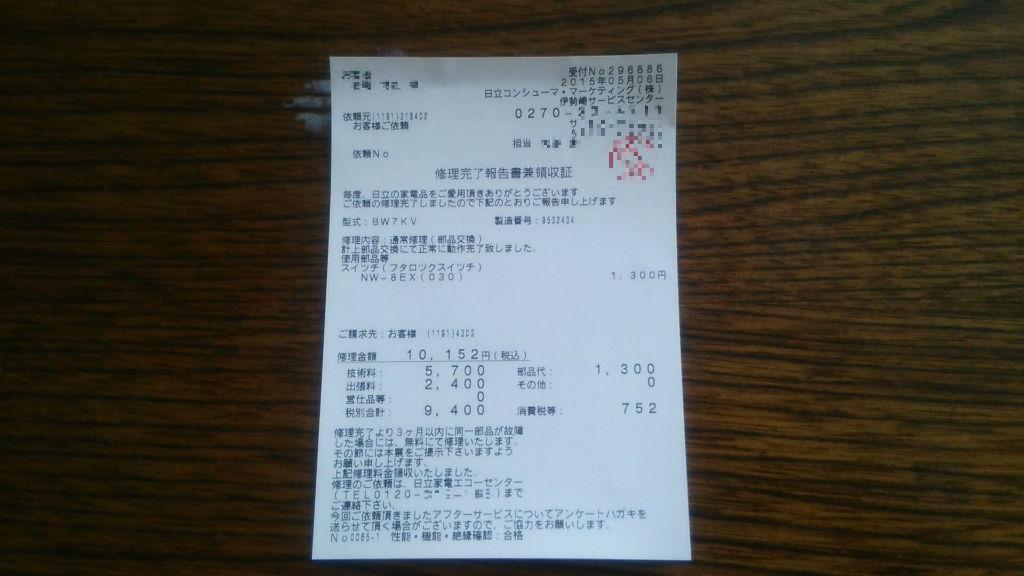 受付No296886
2015年05月06日
日立コンシューマ・マーケティング(株)
伊勢崎サービスセンター
0270-2
依頼元(1191)218402
お客様ご依頼
担当
依頼No
修理完了報告書兼領収証
毎度、日立の家電品をご愛用頂きありがとうございます
ご依頼の修理完了しましたので下記のとおりご報告申し上げます
型式:BW7KV 製造番号:9532434
修理内容:通常修理(部品交換)
計上部品交換にて正常に動作完了致しました。
使用部品等
スイッチ(フタロックスイッチ)
NW-8EX(030) 1,300円
ご請求先:お客様 (1191)4303
修理金額 10,152円(税込)
技術料: 5,700 部品代: 1,300
出張料: 2,400 その他: 0
営仕品等: 0
税別合計: 9,400 消費税等: 752
修理完了より3ヶ月以内に同一部品が故障
した場合には、無料にて修理いたします。
その節には本票をご提示下さいますよう
お願い申し上げます。
上記修理料金領収いたしました。
修理のご依頼は、日立家電エコーセンター
(TEL0120- )まで
ご連絡下さい。
今回ご依頼頂きましたアフターサービスについてアンケートハガキを
送らせて頂く場合がございますので、ご協力をお願いします。
No0085-1 性能・機能・絶縁確認:合格